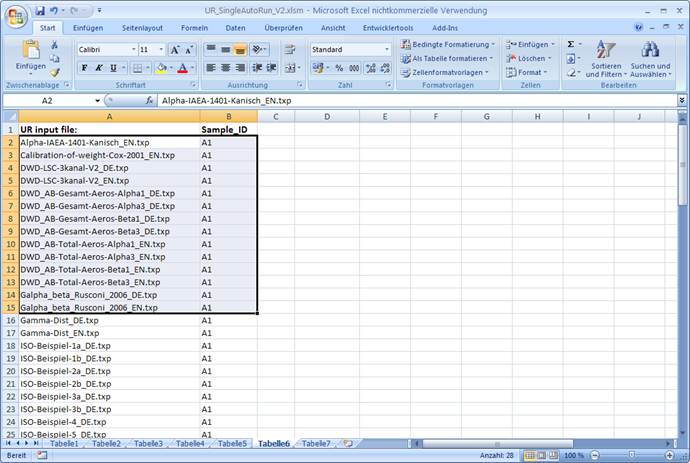 UR_SingleAutoRun_V2.xlsm - Microsoft Excel nichtkommerzielle Verwendung
Start Einfügen Seitenlayout Formeln Daten Überprüfen Ansicht Entwicklertools Add-Ins
Einfügen
Calibri 11
Standard
Bedingte Formatierung
Als Tabelle formatieren
Zellenformatvorlagen
Einfügen
Löschen
Format
Sortieren und Filtern
Suchen und Auswählen
Zwischenablage Schriftart Ausrichtung Zahl Formatvorlagen Zellen Bearbeiten
A2 Alpha-IAEA-1401-Kanisch_EN.txp
A B C D E F G H I J
1 UR input file: Sample_ID
2 Alpha-IAEA-1401-Kanisch_EN.txp A1
3 Calibration-of-weight-Cox-2001_EN.txp A1
4 DWD-LSC-3kanal-V2_DE.txp A1
5 DWD-LSC-3kanal-V2_EN.txp A1
6 DWD_AB-Gesamt-Aeros-Alpha1_DE.txp A1
7 DWD_AB-Gesamt-Aeros-Alpha3_DE.txp A1
8 DWD_AB-Gesamt-Aeros-Beta1_DE.txp A1
9 DWD_AB-Gesamt-Aeros-Beta3_DE.txp A1
10 DWD_AB-Total-Aeros-Alpha1_EN.txp A1
11 DWD_AB-Total-Aeros-Alpha3_EN.txp A1
12 DWD_AB-Total-Aeros-Beta1_EN.txp A1
13 DWD_AB-Total-Aeros-Beta3_EN.txp A1
14 Galpha_beta_Rusconi_2006_DE.txp A1
15 Galpha_beta_Rusconi_2006_EN.txp A1
16 Gamma-Dist_DE.txp A1
17 Gamma-Dist_EN.txp A1
18 ISO-Beispiel-1a_DE.txp A1
19 ISO-Beispiel-1b_DE.txp A1
20 ISO-Beispiel-2a_DE.txp A1
21 ISO-Beispiel-2b_DE.txp A1
22 ISO-Beispiel-3a_DE.txp A1
23 ISO-Beispiel-3b_DE.txp A1
24 ISO-Beispiel-4_DE.txp A1
25 ISO-Beispiel-5_DE.txp A1
Tabelle1 Tabelle2 Tabelle3 Tabelle4 Tabelle5 Tabelle6 Tabelle7
Bereit Anzahl: 28 100 %